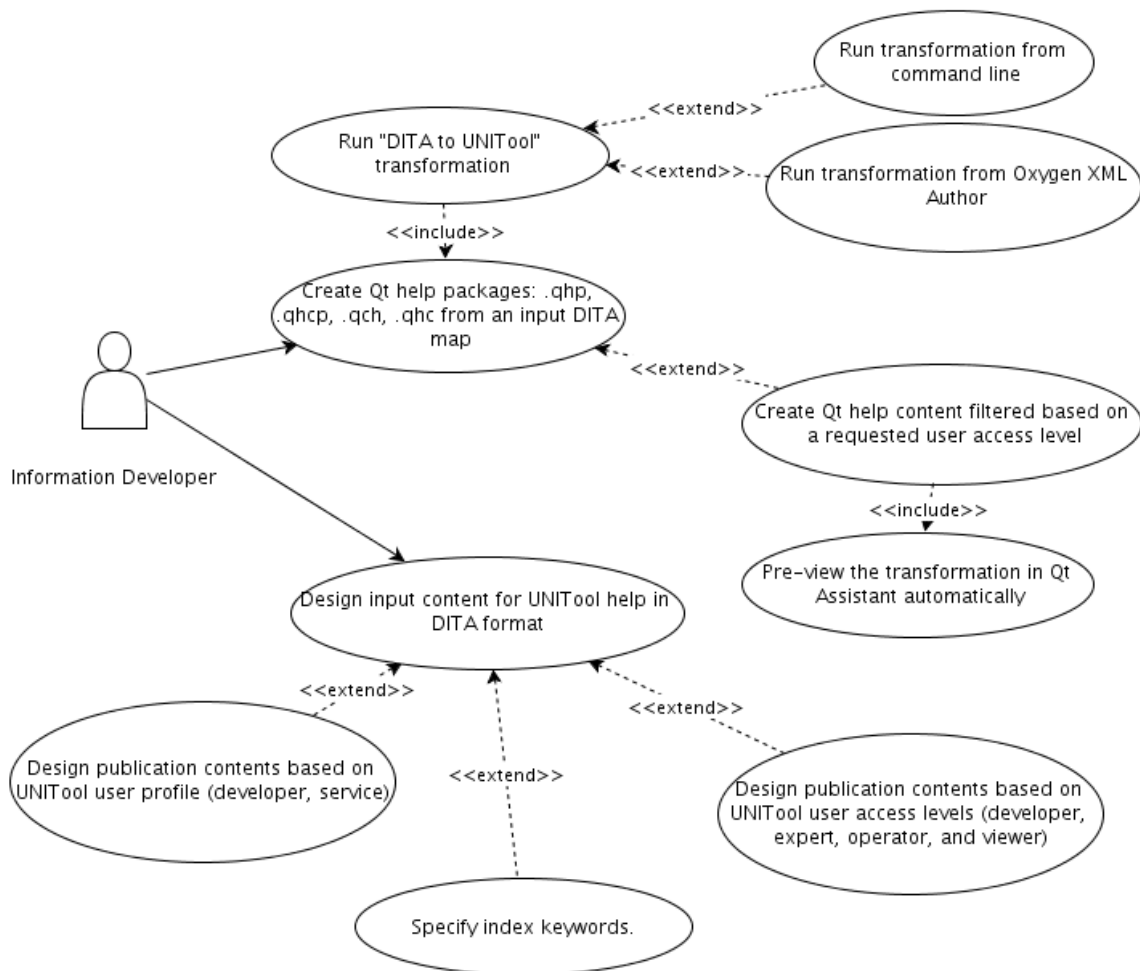 Run transformation from
command line
<<extend>>
Run "DITA to UNITool"
transformation
<<extend>>
Run transformation from Oxygen XML
Author
<<include>>
Create Qt help packages: .qhp,
.qhcp, .qch, .qhc from an input DITA
map
<<extend>>
Create Qt help content filtered based on
a requested user access level
Information Developer
<<include>>
Pre-view the transformation in Qt
Assistant automatically
Design input content for UNITool help in
DITA format
<<extend>>
<<extend>>
<<extend>>
Design publication contents based on
UNITool user profile (developer, service)
Design publication contents based on
UNITool user access levels (developer,
expert, operator, and viewer)
Specify index keywords.